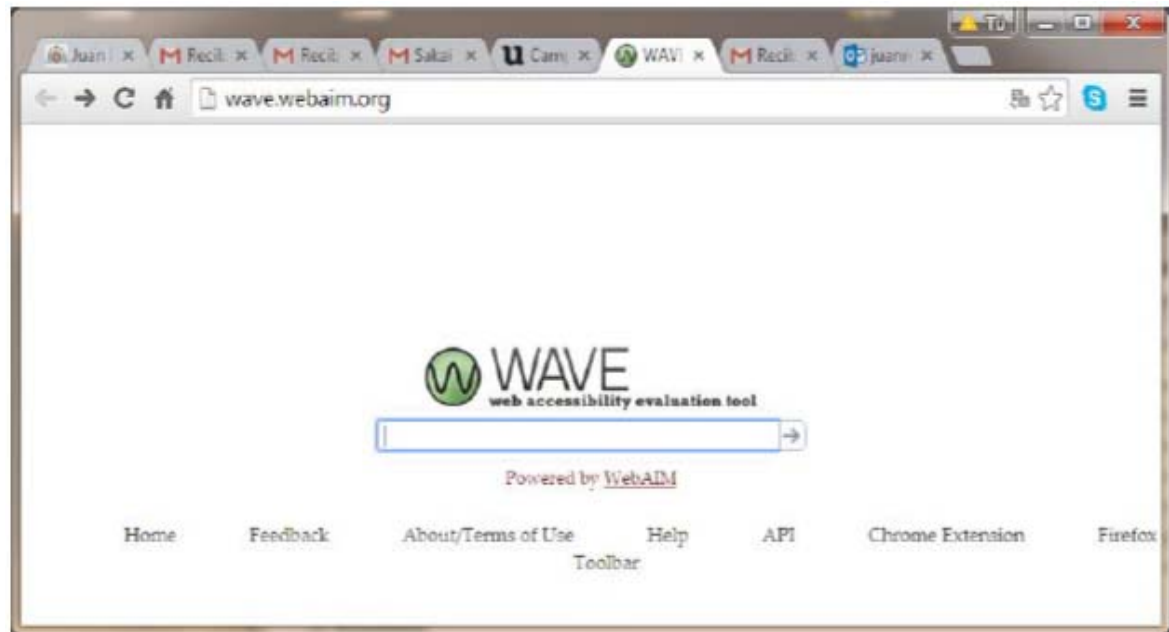 Tú
Juan Recib Recib Sakai Cam WAVE Recib juan
wave.webaim.org
WAVE
web accessibility evaluation tool
Powered by WebAIM
Home Feedback About/Terms of Use Help API Chrome Extension Firefox
Toolbar